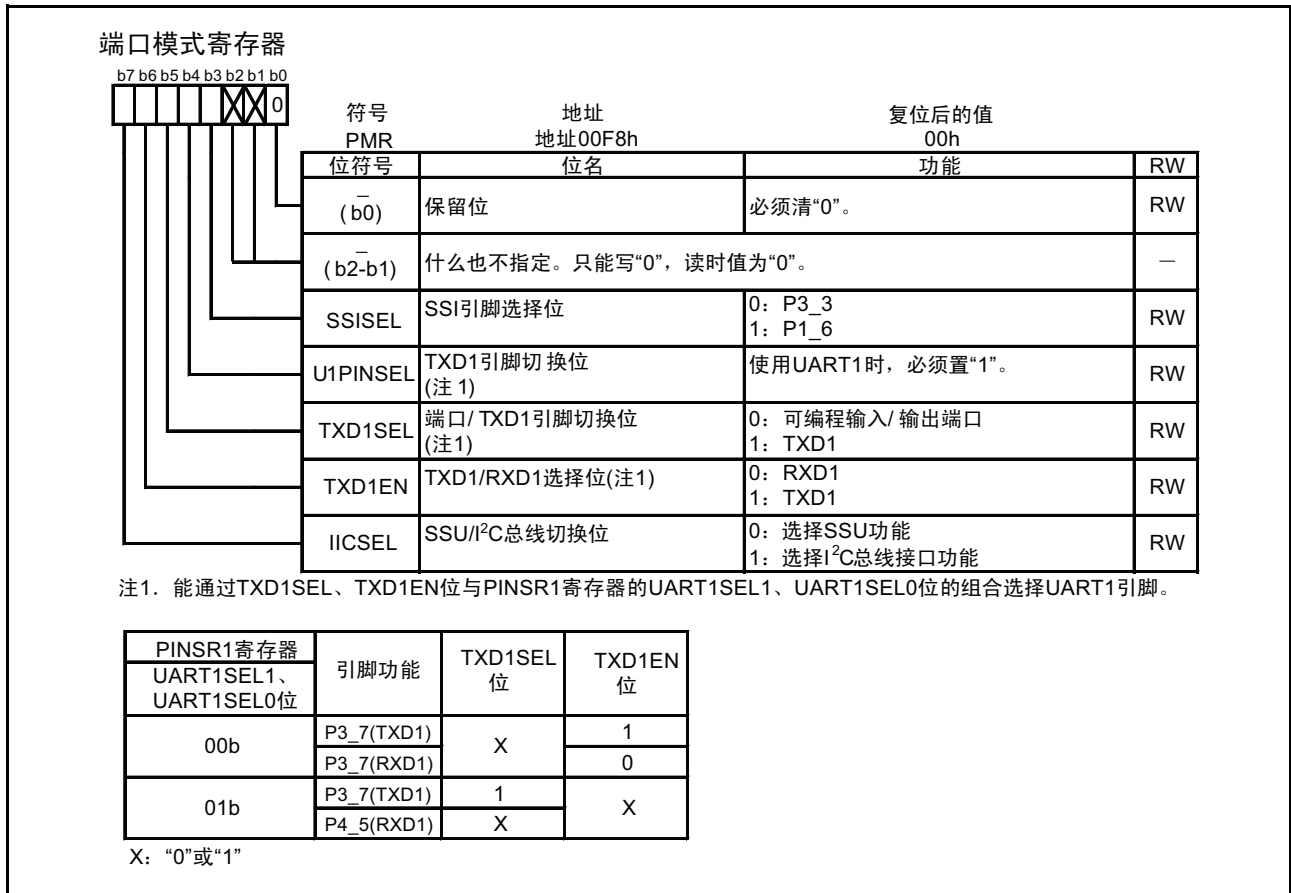 端口模式寄存器
b7 b6 b5 b4 b3 b2 b1 b0
0
符号 地址 复位后的值
PMR 地址00F8h 00h
位符号 位名 功能 RW
—
(b0) 保留位 必须清“0”。 RW
—
(b2-b1) 什么也不指定。只能写“0”，读时值为“0”。 —
SSISEL SSI引脚选择位 0：P3_3
1：P1_6 RW
U1PINSEL TXD1引脚切 换位
(注 1) 使用UART1时，必须置“1”。 RW
TXD1SEL 端口/ TXD1引脚切换位
(注1) 0：可编程输入/ 输出端口
1：TXD1 RW
TXD1EN TXD1/RXD1选择位(注1) 0：RXD1
1：TXD1 RW
IICSEL SSU/I²C总线切换位 0：选择SSU功能
1：选择I²C总线接口功能 RW
注1．能通过TXD1SEL、TXD1EN位与PINSR1寄存器的UART1SEL1、UART1SEL0位的组合选择UART1引脚。
PINSR1寄存器
UART1SEL1、
UART1SEL0位
引脚功能
TXD1SEL
位
TXD1EN
位
00b P3_7(TXD1) X 1
P3_7(RXD1) 0
01b P3_7(TXD1) 1 X
P4_5(RXD1) X
X：“0”或“1”